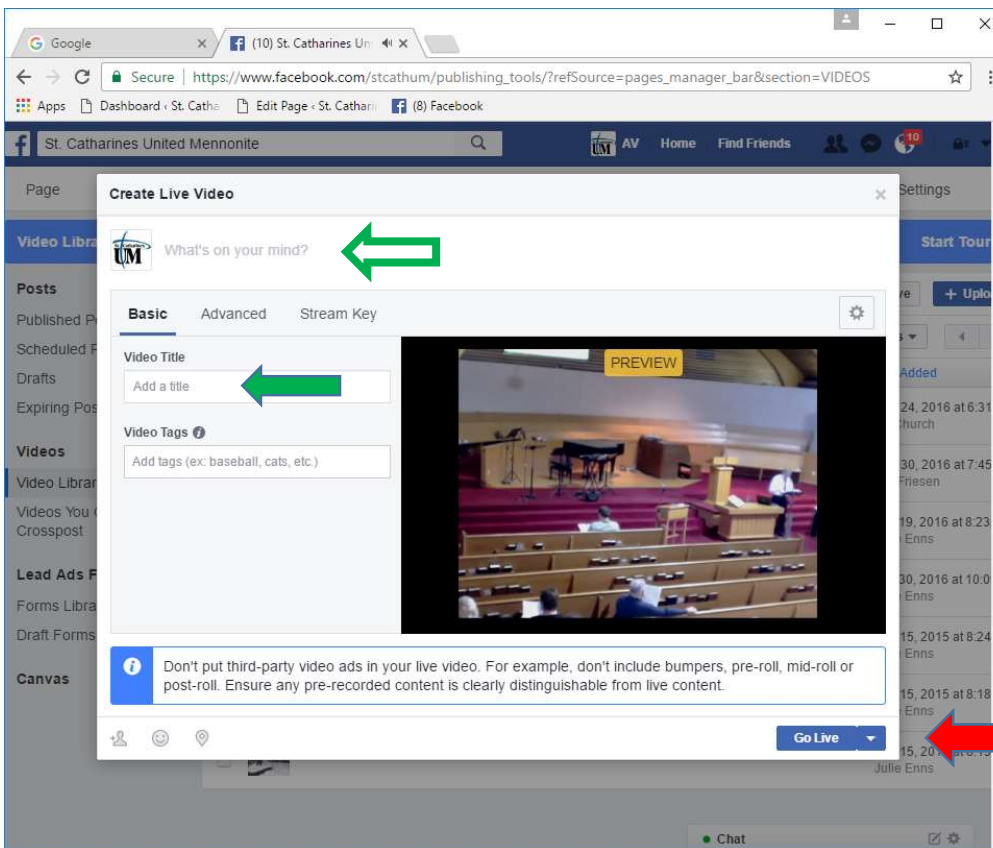 Google
(10) St. Catharines Un
Secure | https://www.facebook.com/stcathum/publishing_tools/?refSource=pages_manager_bar&section=VIDEOS
Apps Dashboard ‹ St. Catha Edit Page ‹ St. Cathari (8) Facebook
St. Catharines United Mennonite
UM AV Home Find Friends 10
Page Settings
Create Live Video
Video Libra Start Tour
UM What's on your mind?
Posts
Published P
Basic Advanced Stream Key
+ Uplo
Scheduled P
Video Title
PREVIEW
Drafts
Add a title
Added
Expiring Pos
24, 2016 at 6:31
Church
Video Tags
Videos
Add tags (ex: baseball, cats, etc.)
30, 2016 at 7:45
Friesen
Video Librar
Videos You
Crosspost
19, 2016 at 8:23
Enns
Lead Ads F
30, 2016 at 10:0
Enns
Forms Libra
Draft Forms
15, 2015 at 8:24
Enns
Don't put third-party video ads in your live video. For example, don't include bumpers, pre-roll, mid-roll or
post-roll. Ensure any pre-recorded content is clearly distinguishable from live content.
Canvas
15, 2015 at 8:18
Enns
Go Live
Julie Enns
Chat